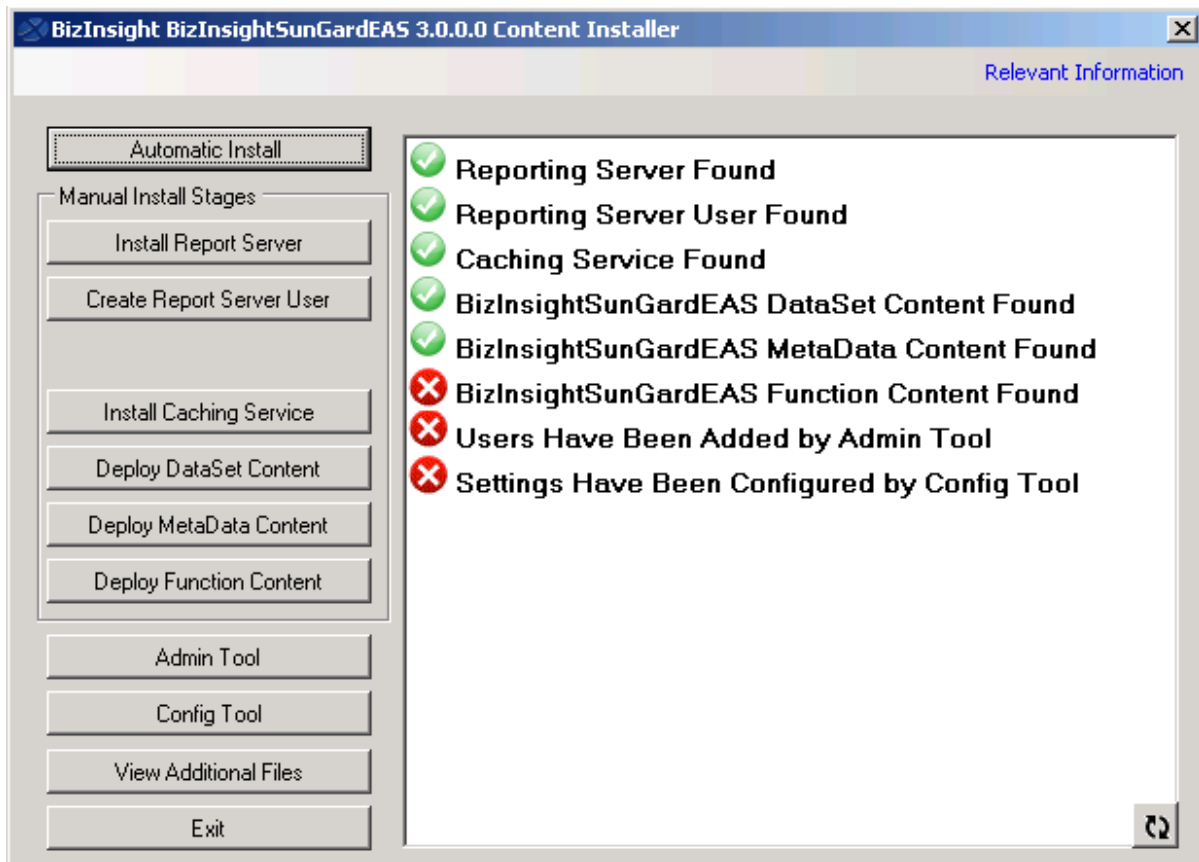 BizInsight BizInsightSunGardEAS 3.0.0.0 Content Installer
Relevant Information
Automatic Install
Manual Install Stages
Install Report Server
Create Report Server User
Install Caching Service
Deploy DataSet Content
Deploy MetaData Content
Deploy Function Content
Admin Tool
Config Tool
View Additional Files
Exit
Reporting Server Found
Reporting Server User Found
Caching Service Found
BizInsightSunGardEAS DataSet Content Found
BizInsightSunGardEAS MetaData Content Found
BizInsightSunGardEAS Function Content Found
Users Have Been Added by Admin Tool
Settings Have Been Configured by Config Tool